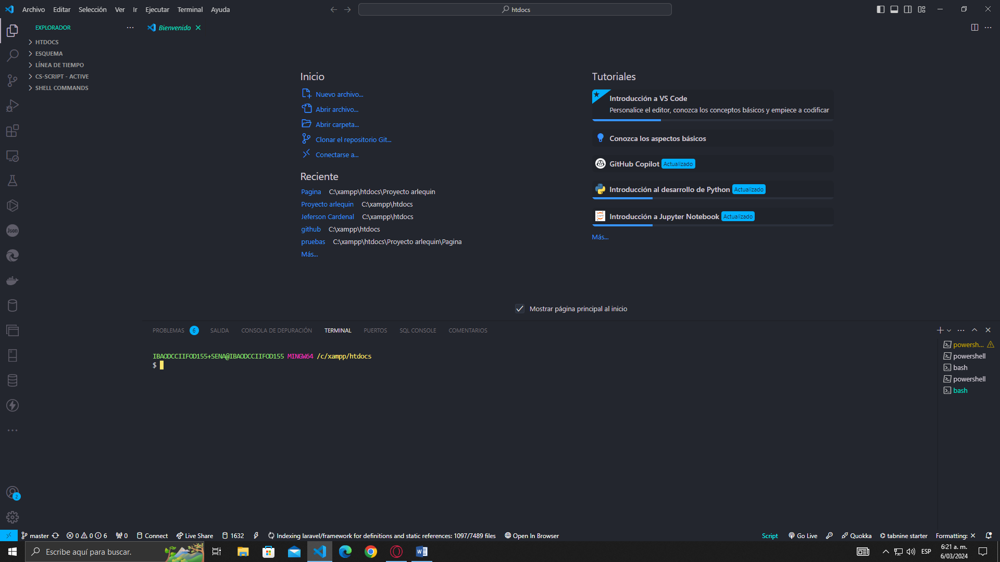 Archivo Editar Selección Ver Ir Ejecutar Terminal Ayuda
htdocs
EXPLORADOR
Bienvenido
HTDOCS
ESQUEMA
LÍNEA DE TIEMPO
CS-SCRIPT - ACTIVE
SHELL COMMANDS
Inicio
Nuevo archivo...
Abrir archivo...
Abrir carpeta...
Clonar el repositorio Git...
Conectarse a...
Reciente
Pagina C:\xampp\htdocs\Proyecto arlequin
Proyecto arlequin C:\xampp\htdocs
Jeferson Cardenal C:\xampp\htdocs
github C:\xampp\htdocs
pruebas C:\xampp\htdocs\Proyecto arlequin\Pagina
Más...
Tutoriales
Introducción a VS Code
Personalice el editor, conozca los conceptos básicos y empiece a codificar
Conozca los aspectos básicos
GitHub Copilot Actualizado
Introducción al desarrollo de Python Actualizado
Introducción a Jupyter Notebook Actualizado
Más...
Mostrar página principal al inicio
PROBLEMAS 6 SALIDA CONSOLA DE DEPURACIÓN TERMINAL PUERTOS SQL CONSOLE COMENTARIOS
IBAODCCIIFOD155+SENA@IBAODCCIIFOD155 MINGW64 /c/xampp/htdocs
$
powersh...
powershell
bash
powershell
bash
Json
2
master 0 0 6 0 Connect Live Share 1632 Indexing laravel/framework for definitions and static references: 1097/7489 files Open In Browser
Script Go Live Quokka tabnine starter Formatting: ×
Escribe aquí para buscar.
ESP
6:21 a. m.
6/03/2024